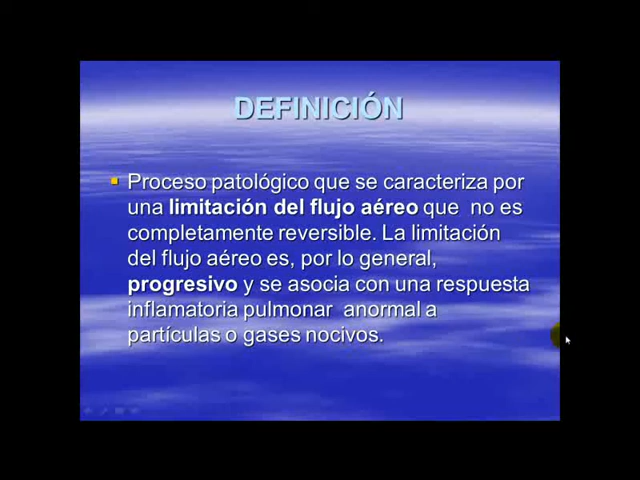 DEFINICIÓN
Proceso patológico que se caracteriza por
una limitación del flujo aéreo que no es
completamente reversible. La limitación
del flujo aéreo es, por lo general,
progresivo y se asocia con una respuesta
inflamatoria pulmonar anormal a
partículas o gases nocivos.